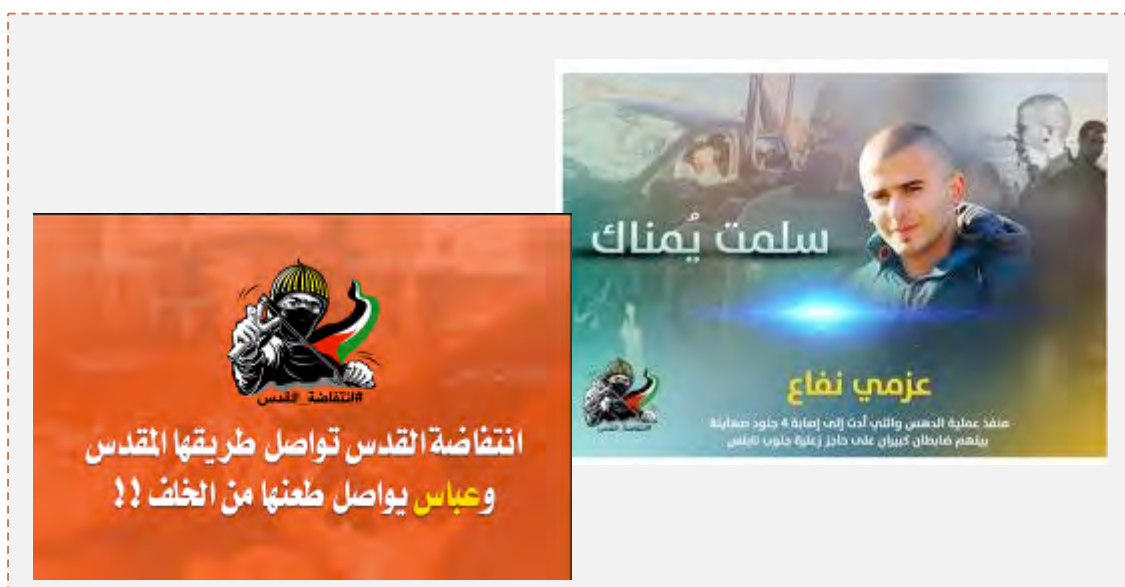 سلمت يُمناك
عزمي نفاع
منفذ عملية الدهس والتي أدت إلى إصابة 4 جنود صهاينة
بينهم ضابطان كبيران على حاجز زعترة جنوب نابلس
#انتفاضة_القدس
انتفاضة القدس تواصل طريقها المقدس
وعباس يواصل طعنها من الخلف !!